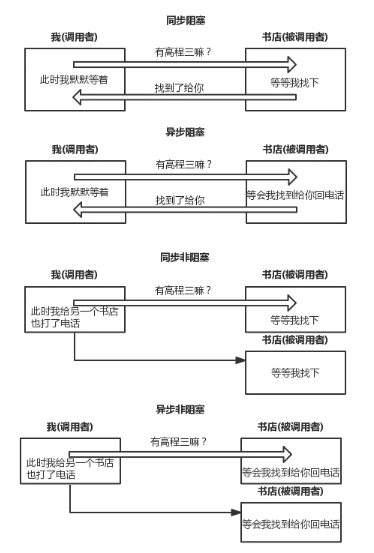 同步阻塞
我(调用者)
书店(被调用者)
有高程三嘛？
此时我默默等着
等等我找下
找到了给你
异步阻塞
我(调用者)
书店(被调用者)
有高程三嘛？
此时我默默等着
等会我找到给你回电话
找到了给你
同步非阻塞
我(调用者)
书店(被调用者)
有高程三嘛？
此时我给另一个书店
也打了电话
等等我找下
书店(被调用者)
等等我找下
异步非阻塞
我(调用者)
书店(被调用者)
有高程三嘛？
此时我给另一个书店
也打了电话
等会我找到给你回电话
书店(被调用者)
等会我找到给你回电话